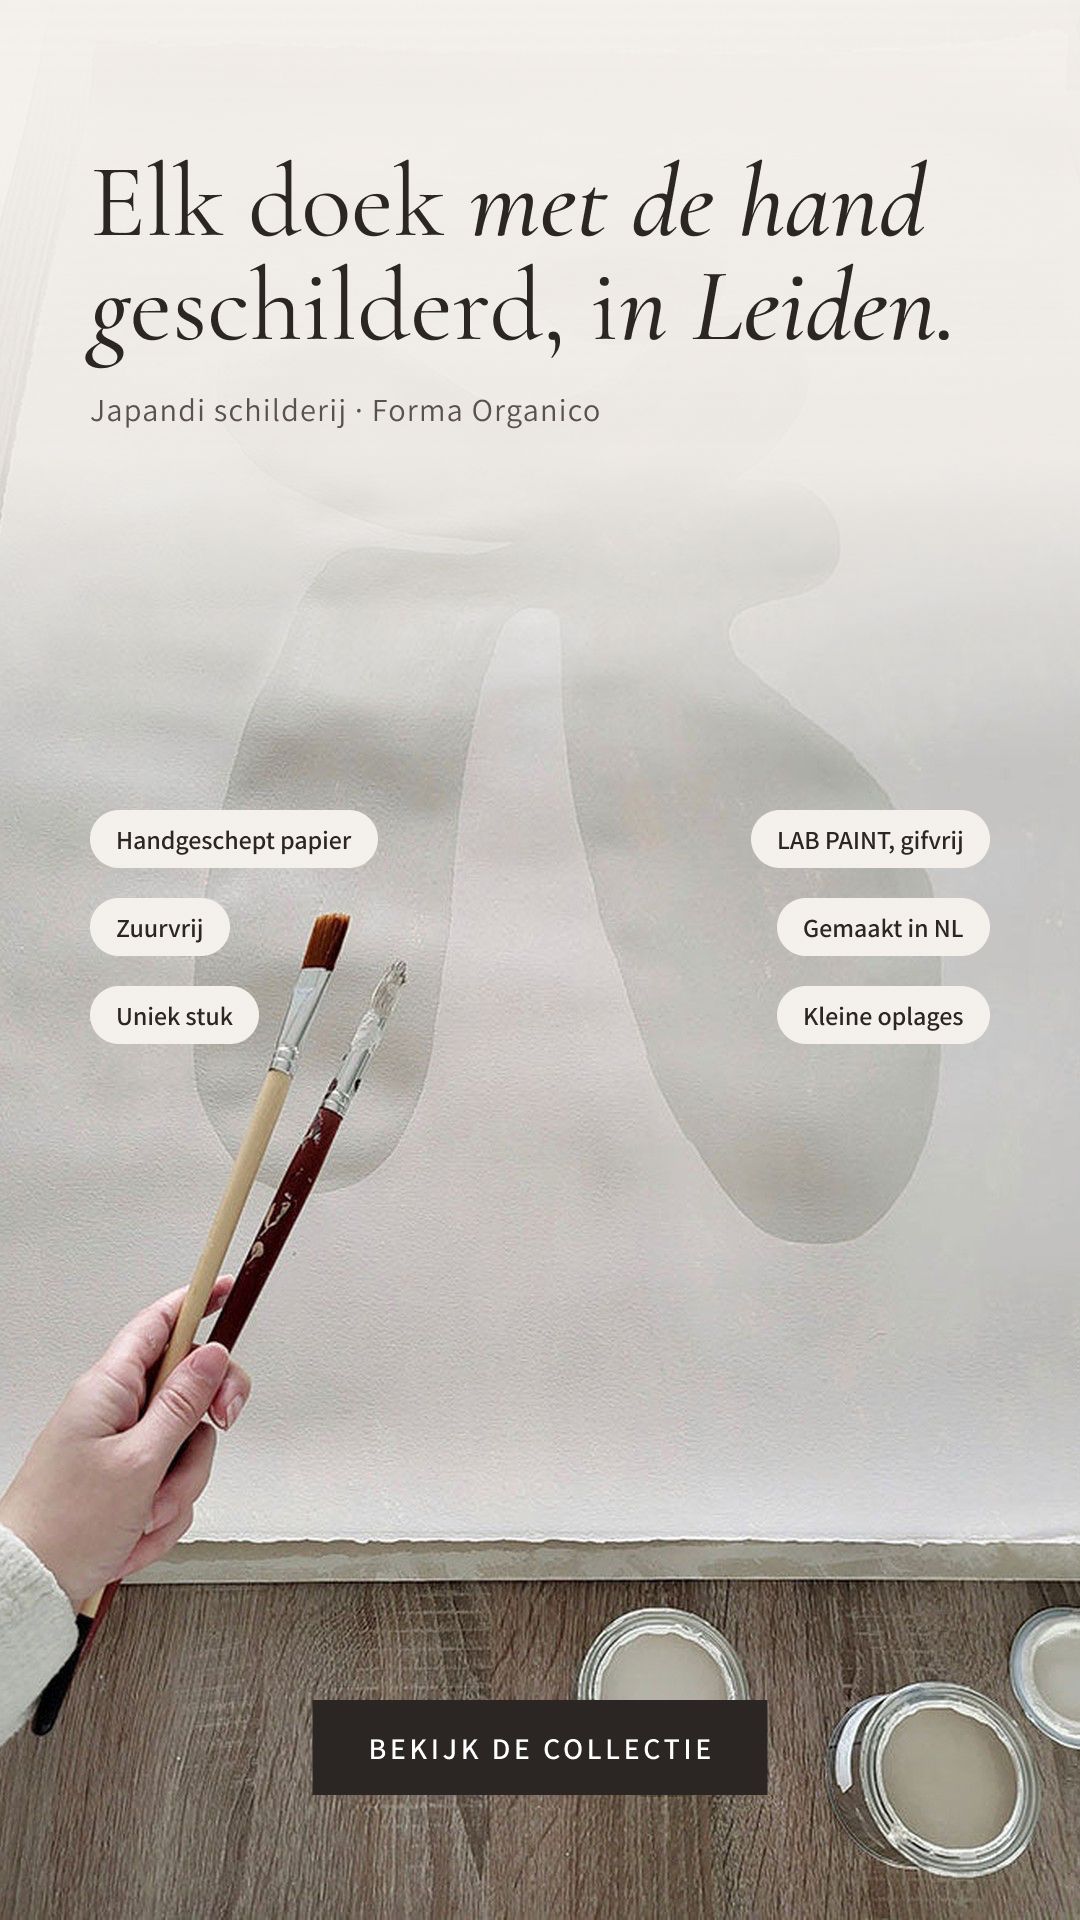 Elk doek met de hand
geschilderd, in Leiden.
Japandi schilderij · Forma Organico
Handgeschept papier
LAB PAINT, gifvrij
Zuurvrij
Gemaakt in NL
Uniek stuk
Kleine oplages
BEKIJK DE COLLECTIE